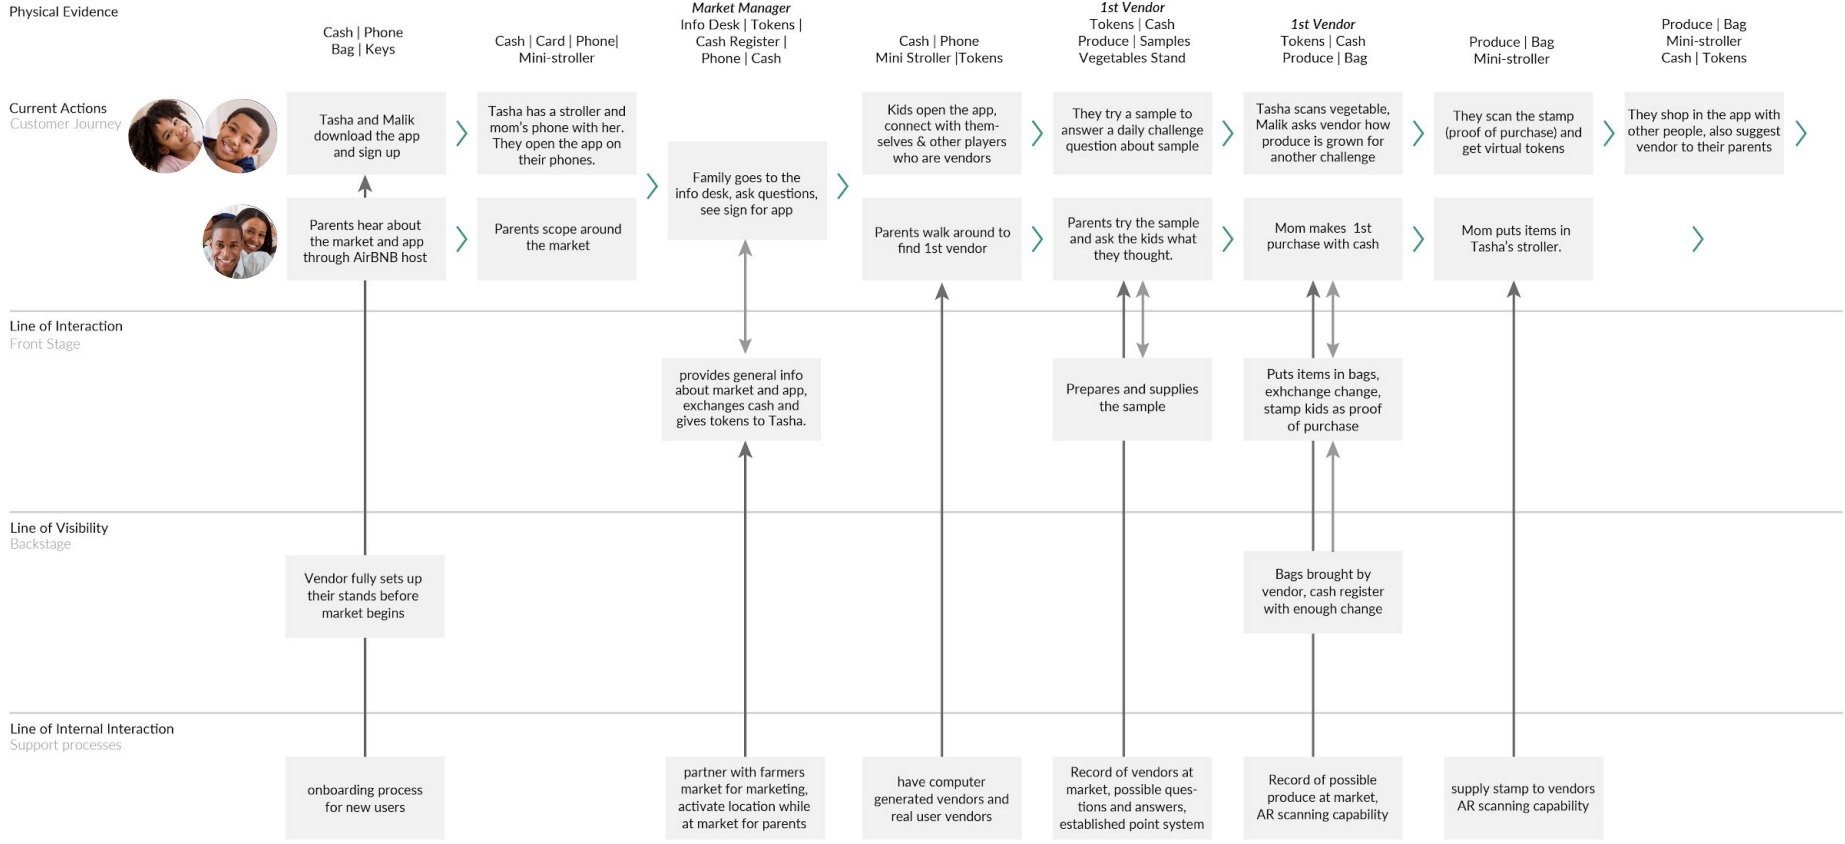 Physical Evidence
Cash | Phone
Bag | Keys
Cash | Card | Phone|
Mini-stroller
Market Manager
Info Desk | Tokens |
Cash Register |
Phone | Cash
Cash | Phone
Mini Stroller |Tokens
1st Vendor
Tokens | Cash
Produce | Samples
Vegetables Stand
1st Vendor
Tokens | Cash
Produce | Bag
Produce | Bag
Mini-stroller
Produce | Bag
Mini-stroller
Cash | Tokens
Current Actions
Customer Journey
Tasha and Malik
download the app
and sign up
Tasha has a stroller and
mom's phone with her.
They open the app on
their phones.
Family goes to the
info desk, ask questions,
see sign for app
Kids open the app,
connect with them-
selves & other players
who are vendors
They try a sample to
answer a daily challenge
question about sample
Tasha scans vegetable,
Malik asks vendor how
produce is grown for
another challenge
They scan the stamp
(proof of purchase) and
get virtual tokens
They shop in the app with
other people, also suggest
vendor to their parents
Parents hear about
the market and app
through AirBNB host
Parents scope around
the market
Parents walk around to
find 1st vendor
Parents try the sample
and ask the kids what
they thought.
Mom makes 1st
purchase with cash
Mom puts items in
Tasha's stroller.
Line of Interaction
Front Stage
provides general info
about market and app,
exchanges cash and
gives tokens to Tasha.
Prepares and supplies
the sample
Puts items in bags,
exhchange change,
stamp kids as proof
of purchase
Line of Visibility
Backstage
Vendor fully sets up
their stands before
market begins
Bags brought by
vendor, cash register
with enough change
Line of Internal Interaction
Support processes
onboarding process
for new users
partner with farmers
market for marketing,
activate location while
at market for parents
have computer
generated vendors and
real user vendors
Record of vendors at
market, possible ques-
tions and answers,
established point system
Record of possible
produce at market,
AR scanning capability
supply stamp to vendors
AR scanning capability